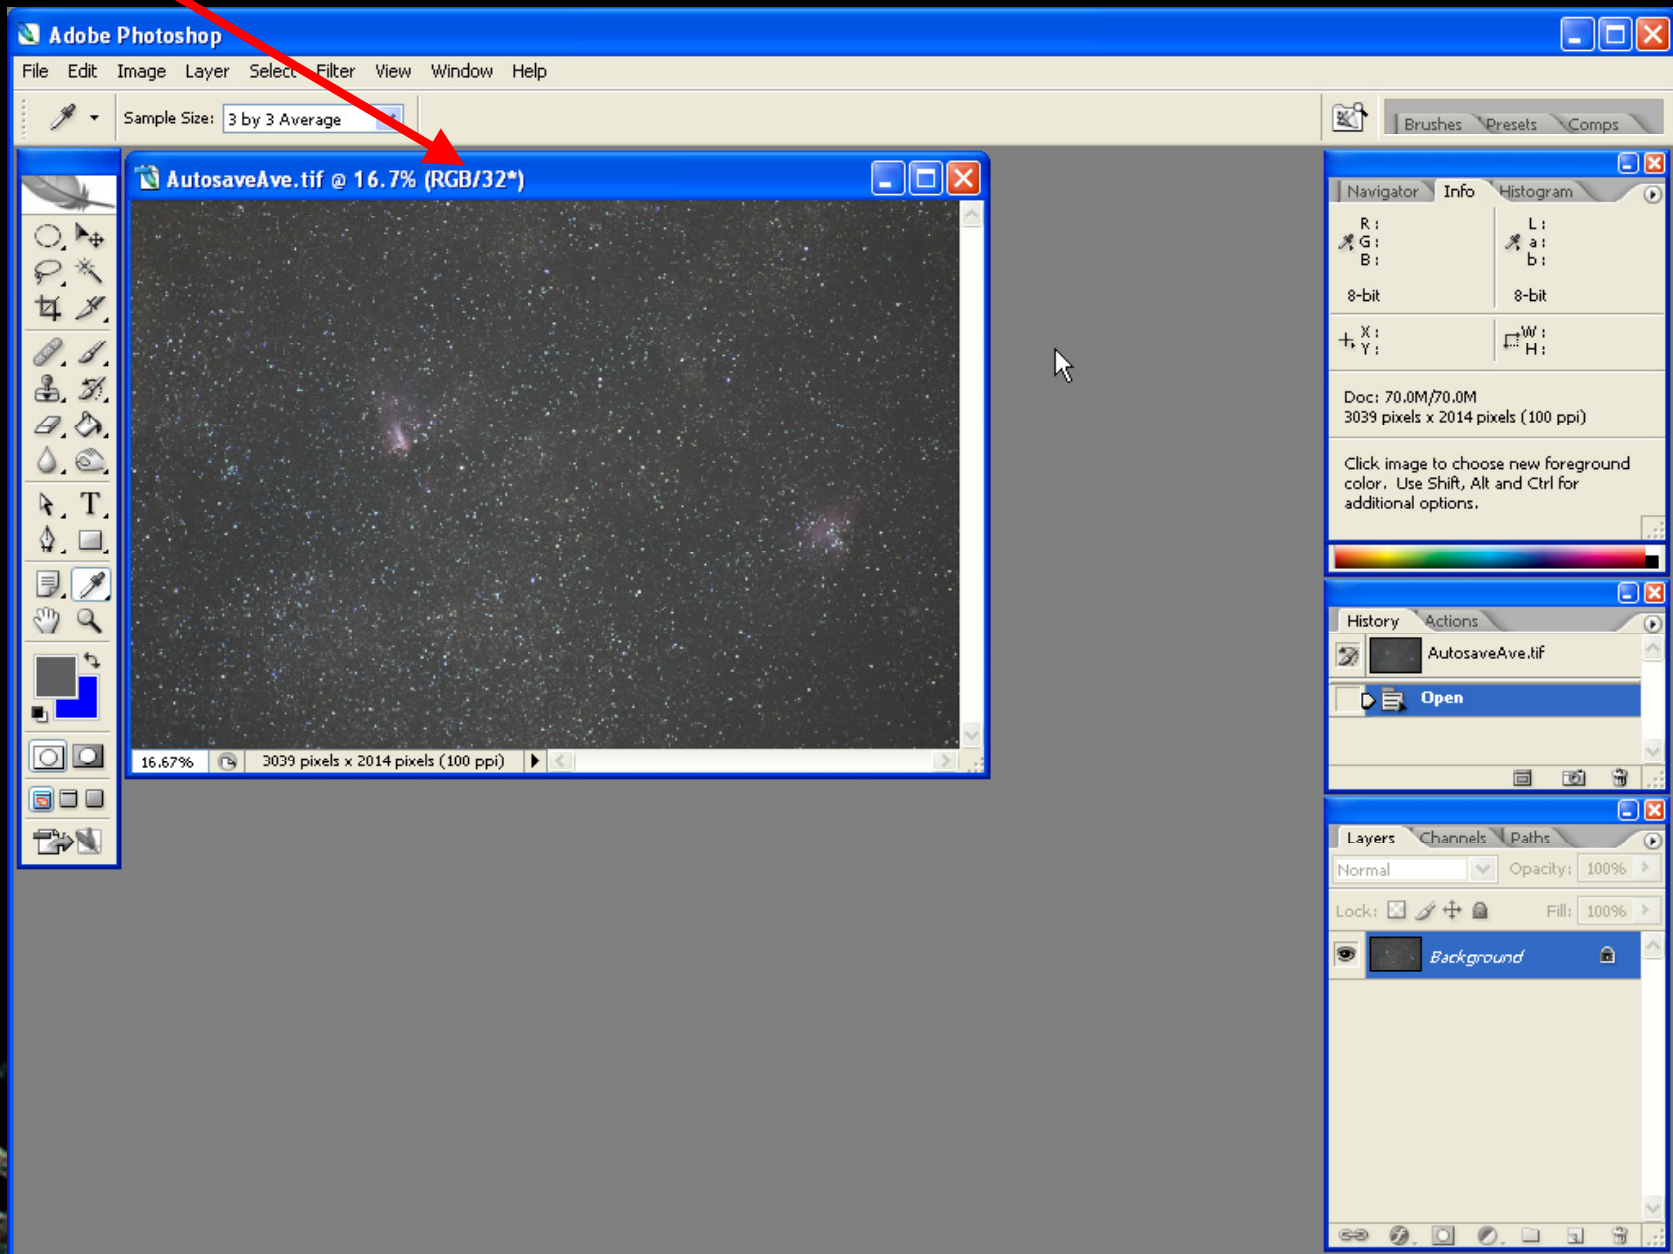 Adobe Photoshop
File Edit Image Layer Select Filter View Window Help
Sample Size: 3 by 3 Average
Brushes Presets Comps
AutosaveAve.tif @ 16.7% (RGB/32*)
T
16.67% 3039 pixels x 2014 pixels (100 ppi)
Navigator Info Histogram
R: L:
G: a:
B: b:
8-bit 8-bit
X: W:
Y: H:
Doc: 70.0M/70.0M
3039 pixels x 2014 pixels (100 ppi)
Click image to choose new foreground
color. Use Shift, Alt and Ctrl for
additional options.
History Actions
AutosaveAve.tif
Open
Layers Channels Paths
Normal Opacity: 100%
Lock: Fill: 100%
Background